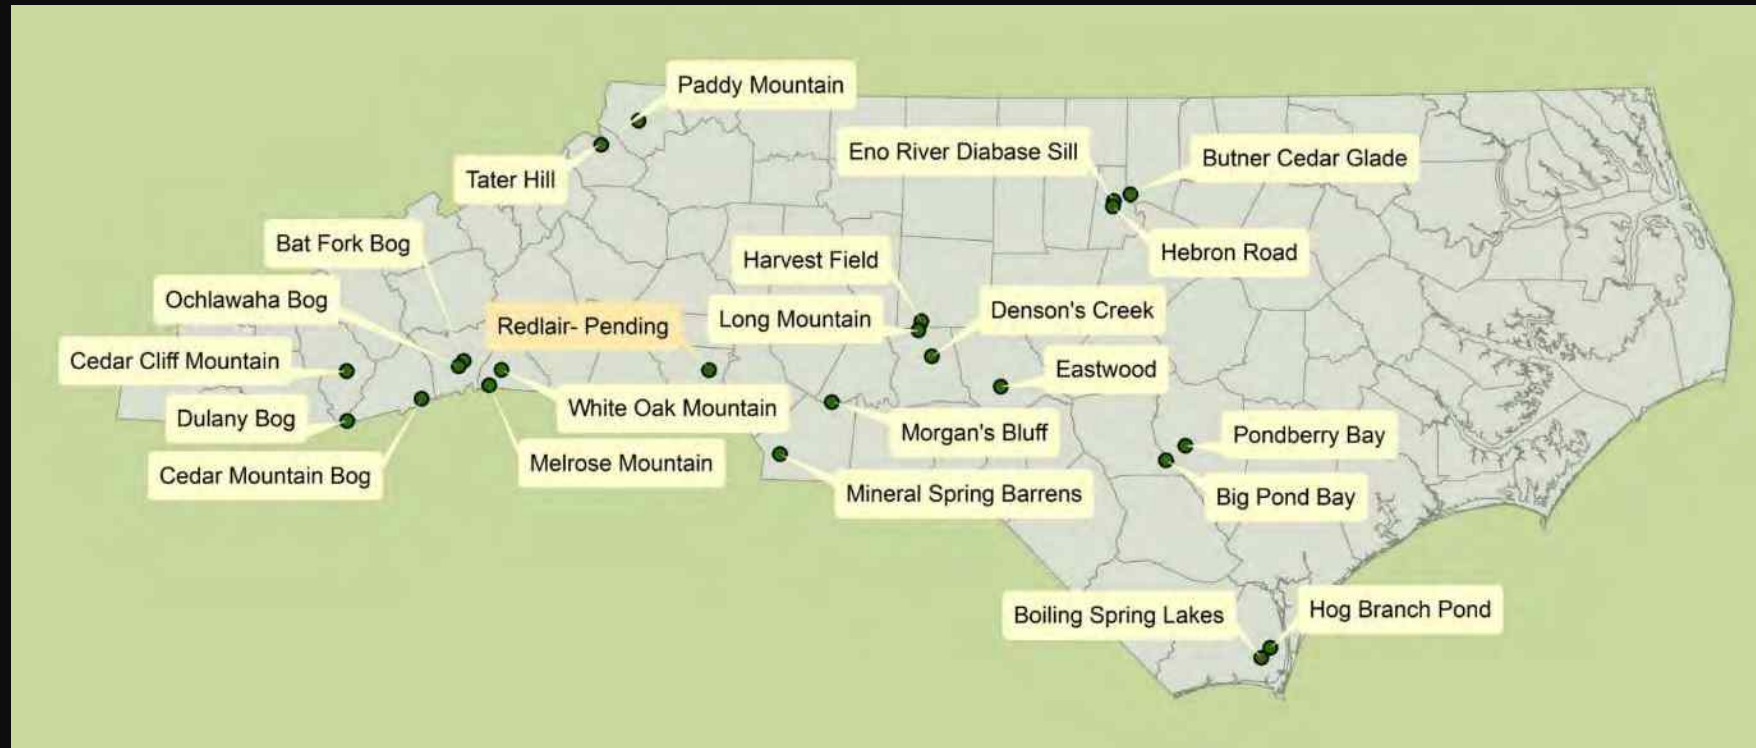 Paddy Mountain
Eno River Diabase Sill
Butner Cedar Glade
Tater Hill
Bat Fork Bog
Hebron Road
Harvest Field
Ochlawaha Bog
Denson's Creek
Long Mountain
Redlair- Pending
Cedar Cliff Mountain
Eastwood
White Oak Mountain
Dulany Bog
Morgan's Bluff
Pondberry Bay
Melrose Mountain
Cedar Mountain Bog
Mineral Spring Barrens
Big Pond Bay
Hog Branch Pond
Boiling Spring Lakes